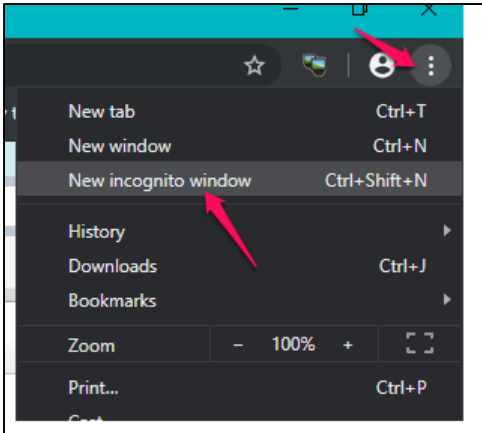 New tab Ctrl+T
New window Ctrl+N
New incognito window Ctrl+Shift+N
History
Downloads Ctrl+J
Bookmarks
Zoom - 100% +
Print... Ctrl+P